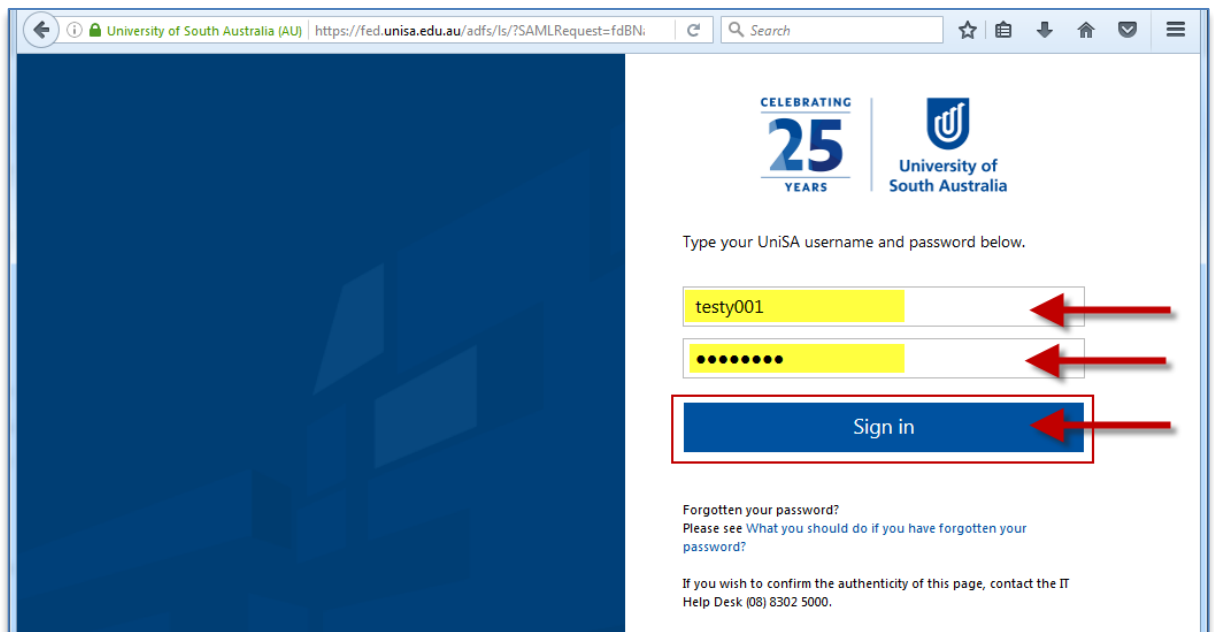 University of South Australia (AU) https://fed.unisa.edu.au/adfs/ls/?SAMLRequest=fdBN Search
CELEBRATING
25
YEARS
University of
South Australia
Type your UniSA username and password below.
testy001
••••••••
Sign in
Forgotten your password?
Please see What you should do if you have forgotten your
password?
If you wish to confirm the authenticity of this page, contact the IT
Help Desk (08) 8302 5000.